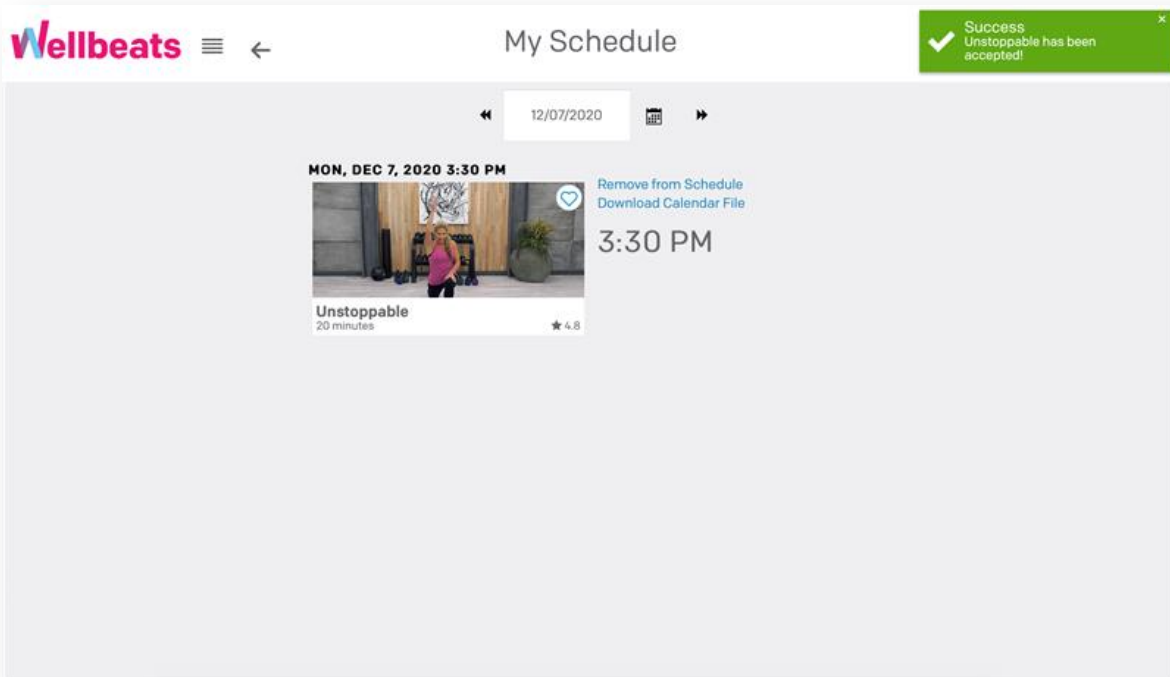 Wellbeats
My Schedule
Success
Unstoppable has been
accepted!
12/07/2020
MON, DEC 7, 2020 3:30 PM
Remove from Schedule
Download Calendar File
3:30 PM
Unstoppable
20 minutes
4.8